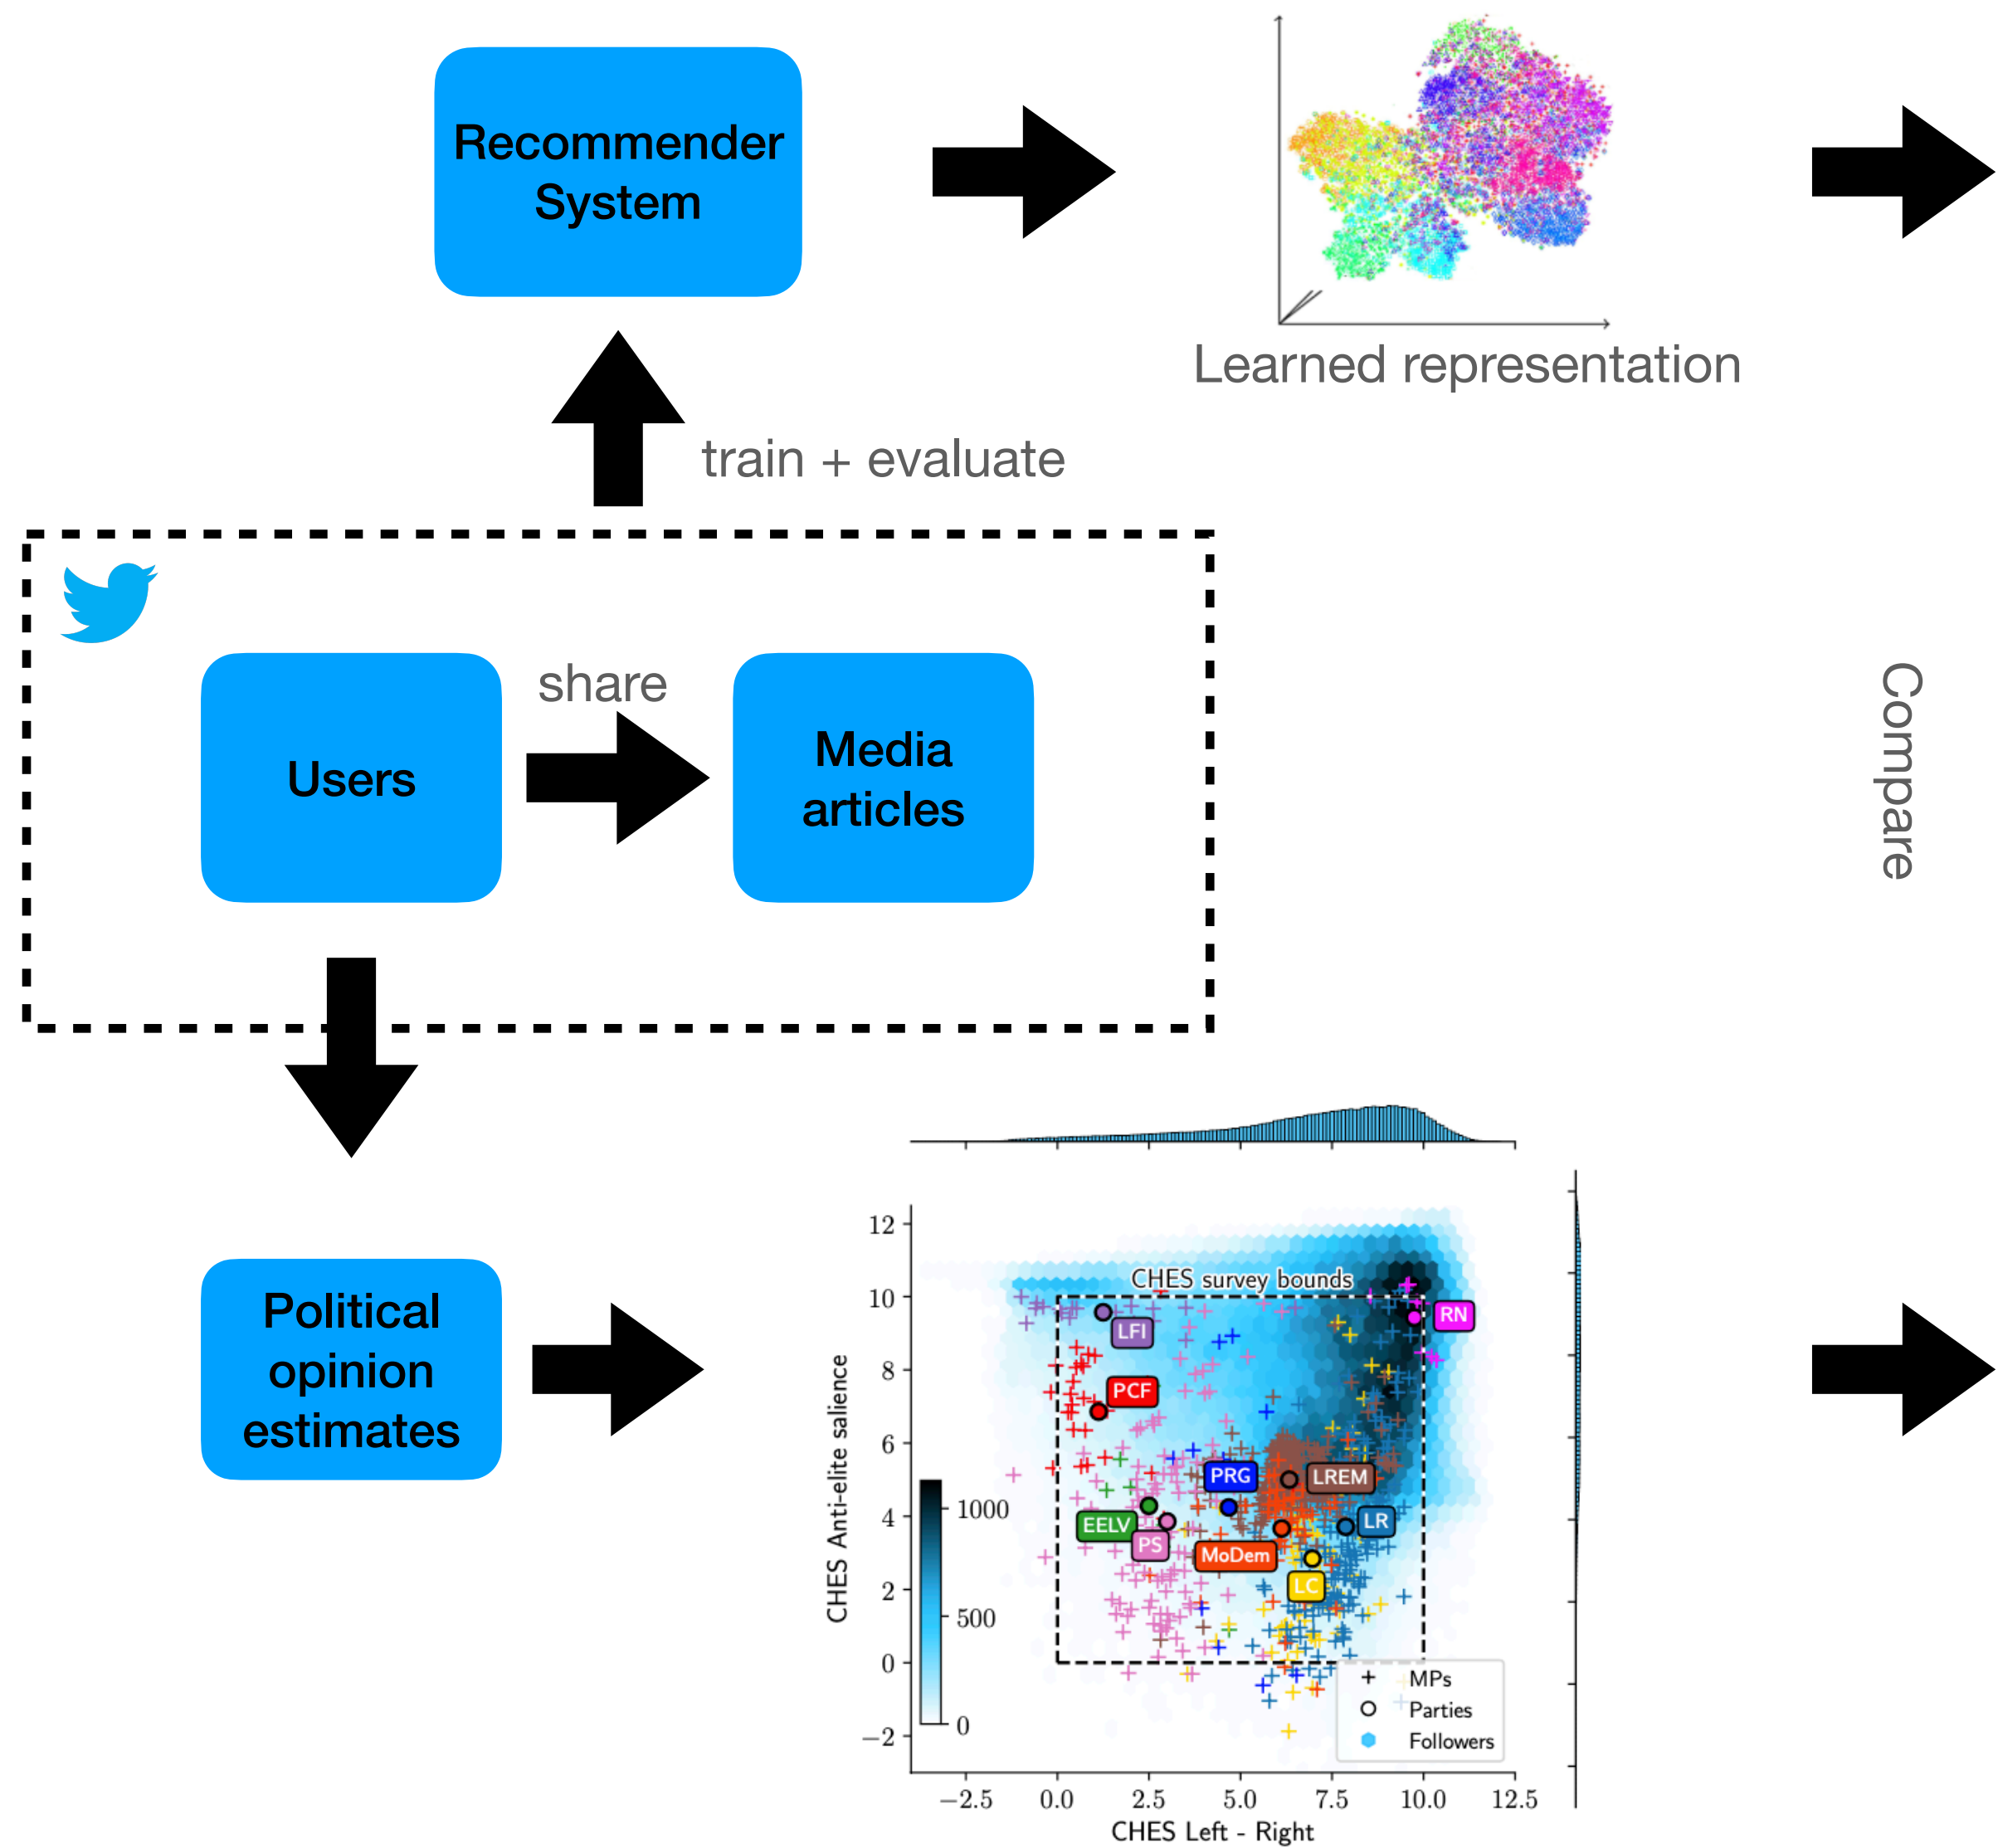 Recommender
System
Learned representation
train + evaluate
Users
share
Media
articles
Compare
Political
opinion
estimates
CHES Anti-elite salience
12
10
8
6
4
2
0
−2
1000
500
0
CHES survey bounds
LFI
RN
PCF
PRG
LREM
EELV
PS
MoDem
LR
LC
MPs
Parties
Followers
−2.5 0.0 2.5 5.0 7.5 10.0 12.5
CHES Left - Right